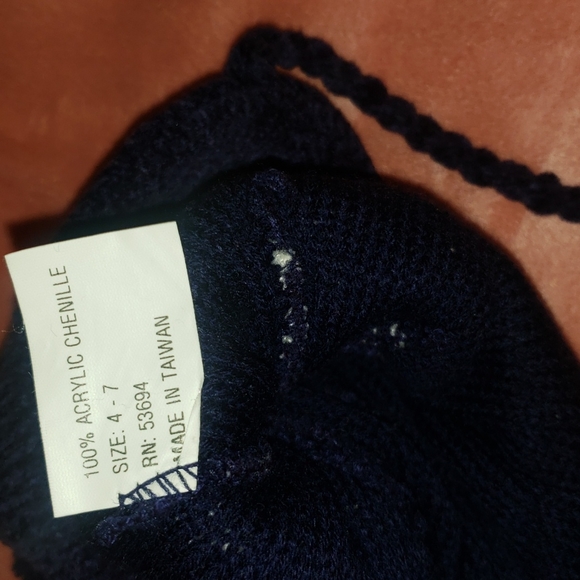 100% ACRYLIC CHENILLE
SIZE: 4 - 7
RN: 53694
MADE IN TAIWAN